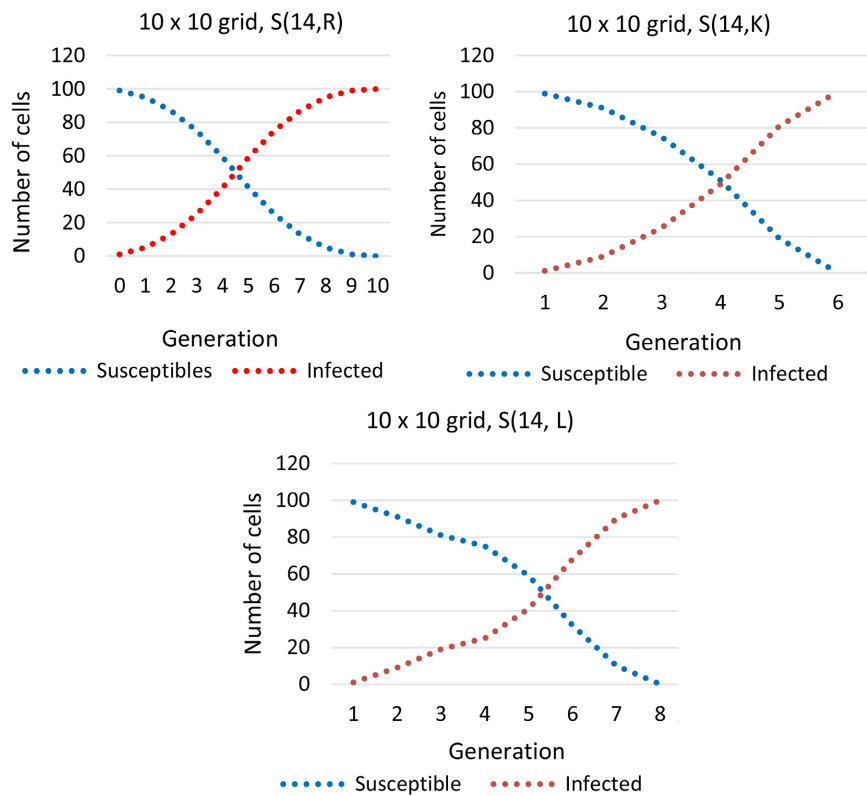 10 x 10 grid, S(14,R)
120
100
80
60
40
20
0
Number of cells
0 1 2 3 4 5 6 7 8 9 10
Generation
Susceptibles Infected
10 x 10 grid, S(14,K)
120
100
80
60
40
20
0
Number of cells
1 2 3 4 5 6
Generation
Susceptible Infected
10 x 10 grid, S(14, L)
120
100
80
60
40
20
0
Number of cells
1 2 3 4 5 6 7 8
Generation
Susceptible Infected